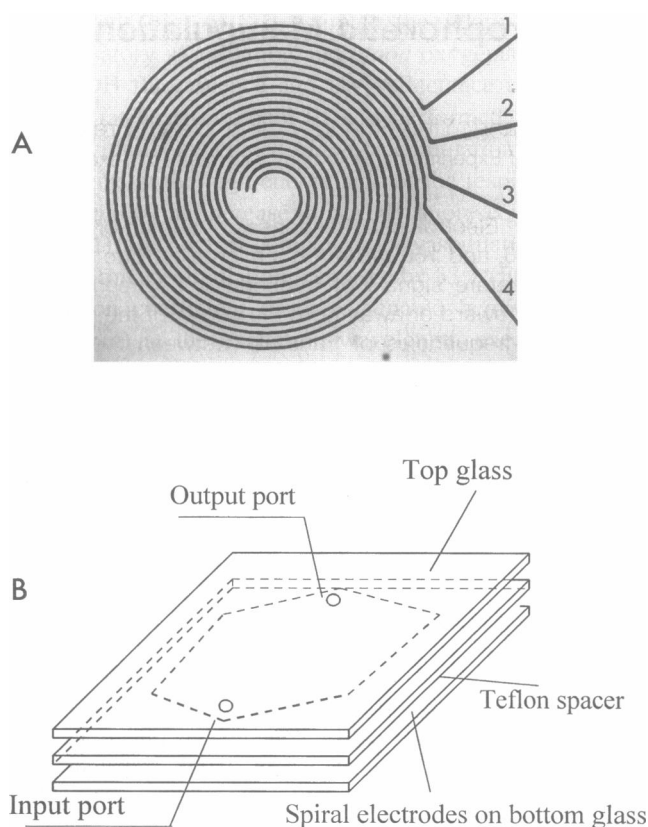 1
2
A
3
4
Top glass
Output port
B
Teflon spacer
Input port
Spiral electrodes on bottom glass